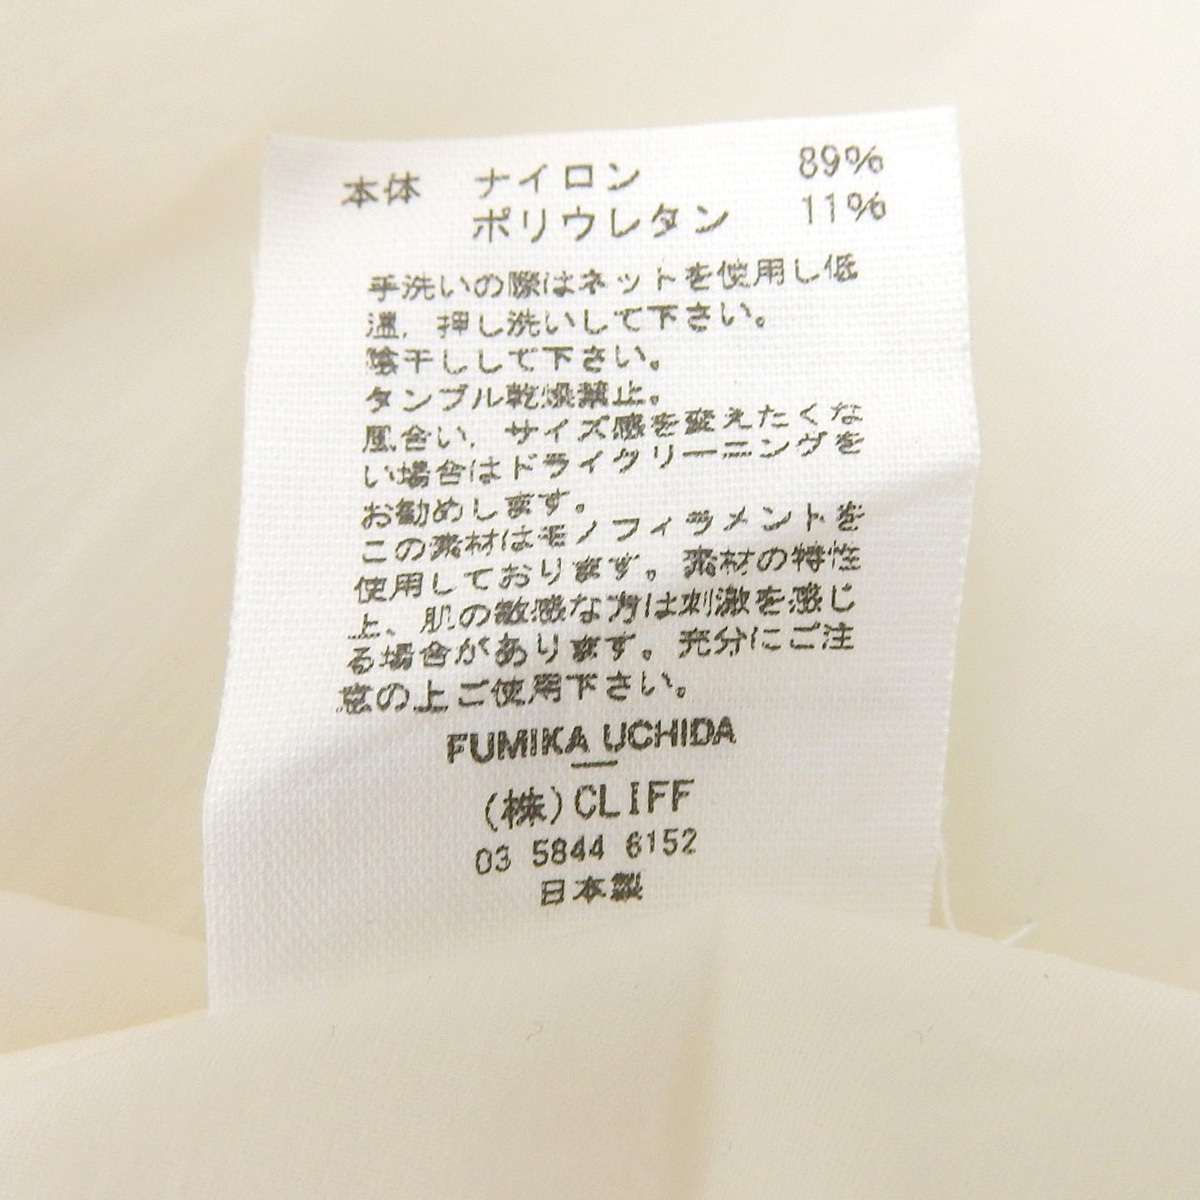 本体 ナイロン 89%
ポリウレタン 11%
手洗いの際はネットを使用し低
温、押し洗いして下さい。
陰干しして下さい。
タンブル乾燥禁止。
風合い、サイズ感を変えたくな
い場合はドライクリーニングを
お勧めします。
この素材はモノフィラメントを
使用しております。素材の特性
上、肌の敏感な方は刺激を感じ
る場合があります。充分にご注
意の上ご使用下さい。
FUMIKA_UCHIDA
(株)CLIFF
03 5844 6152
日本製